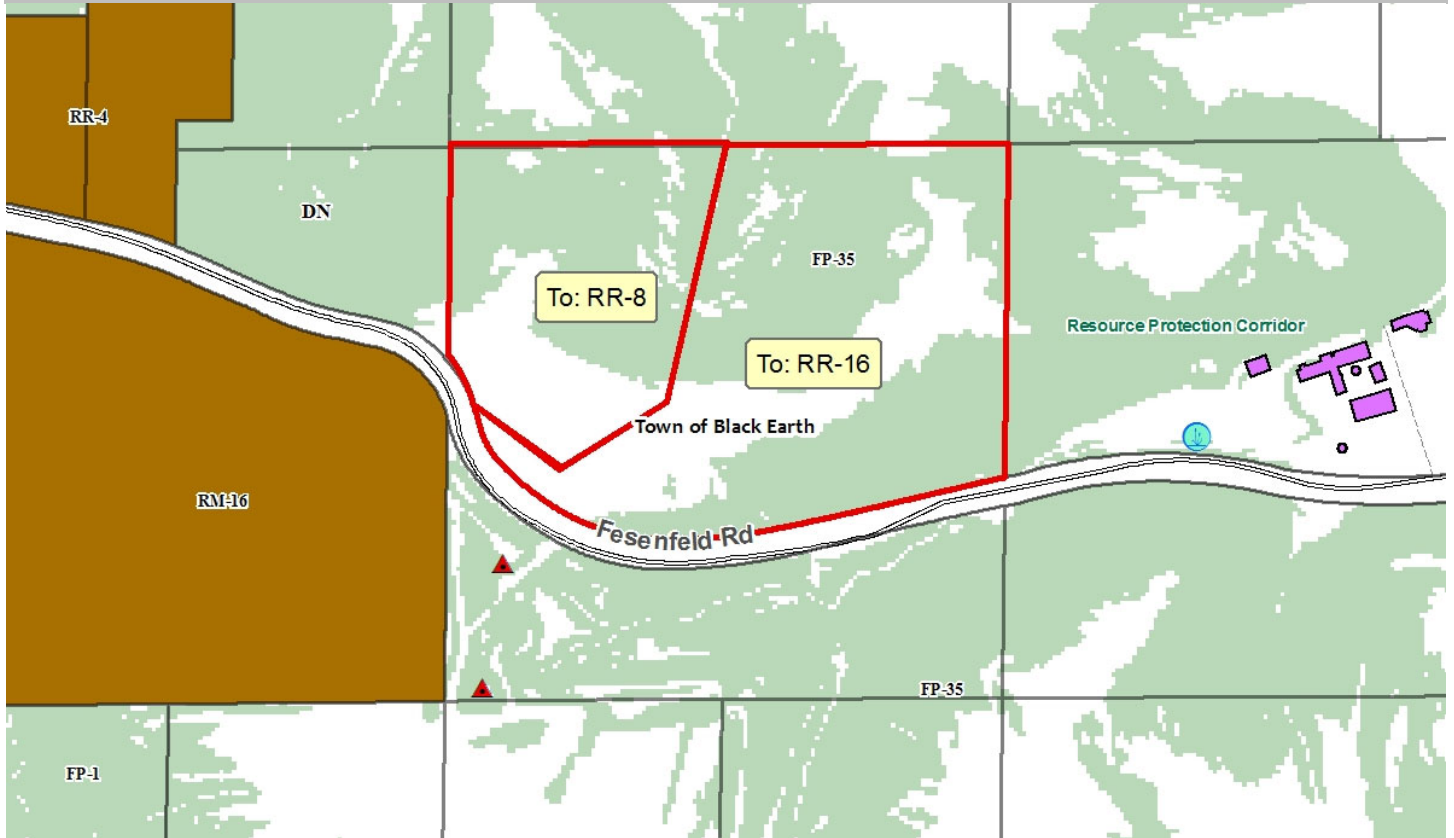 RR-4
DN
FP-35
To: RR-8
Resource Protection Corridor
To: RR-16
Town of Black Earth
RM-16
Fesenfeld Rd
FP-35
FP-1